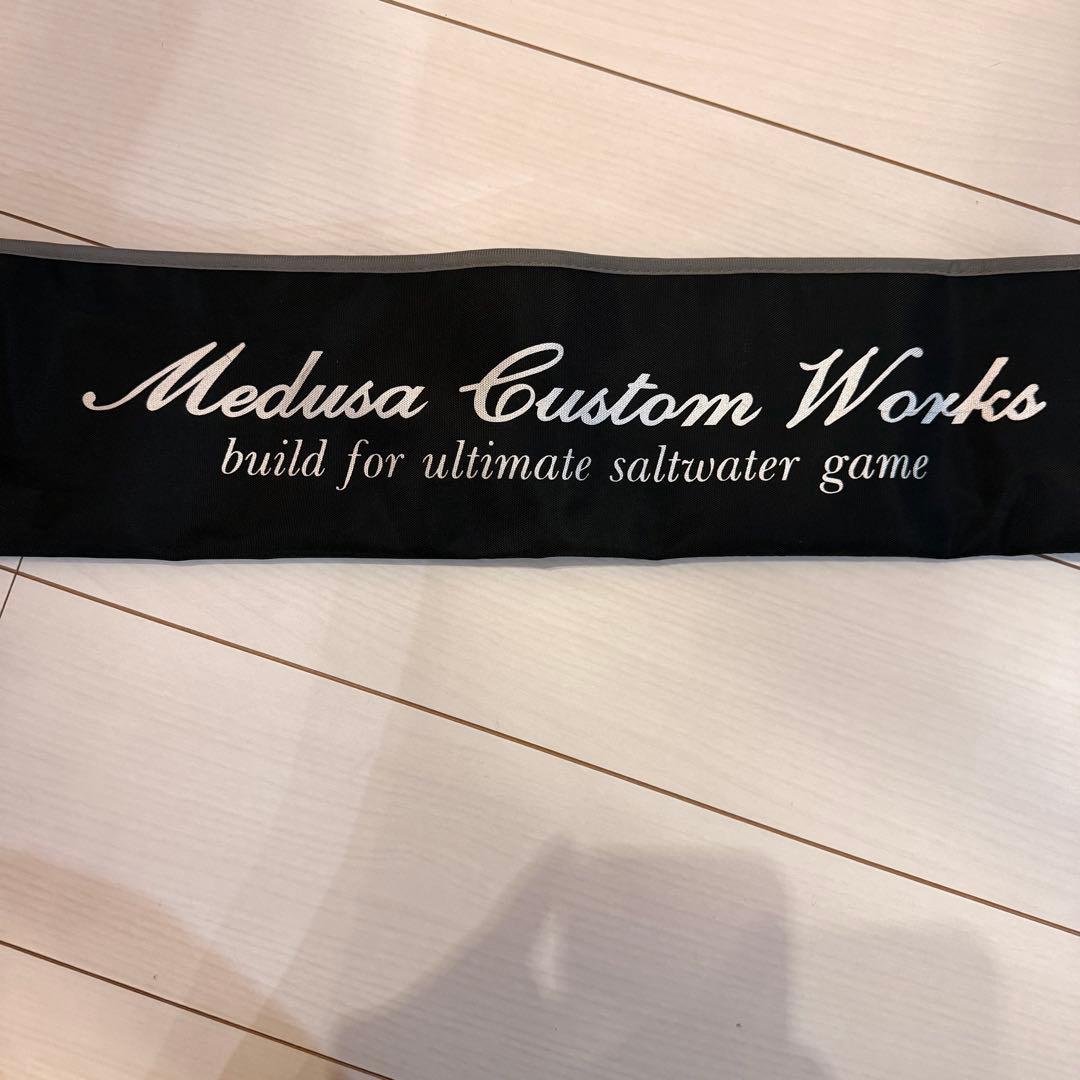 Medusa Custom Works
build for ultimate saltwater game